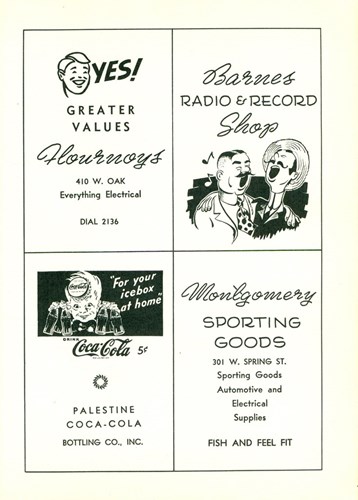 YES!
GREATER
VALUES
Flournoys
410 W. OAK
Everything Electrical
DIAL 2136
Barnes
RADIO & RECORD
Shop
Coca-Cola
"For your
icebox
at home"
DRINK
Coca-Cola 5¢
PALESTINE
COCA-COLA
BOTTLING CO., INC.
Montgomery
SPORTING
GOODS
301 W. SPRING ST.
Sporting Goods
Automotive and
Electrical
Supplies
FISH AND FEEL FIT